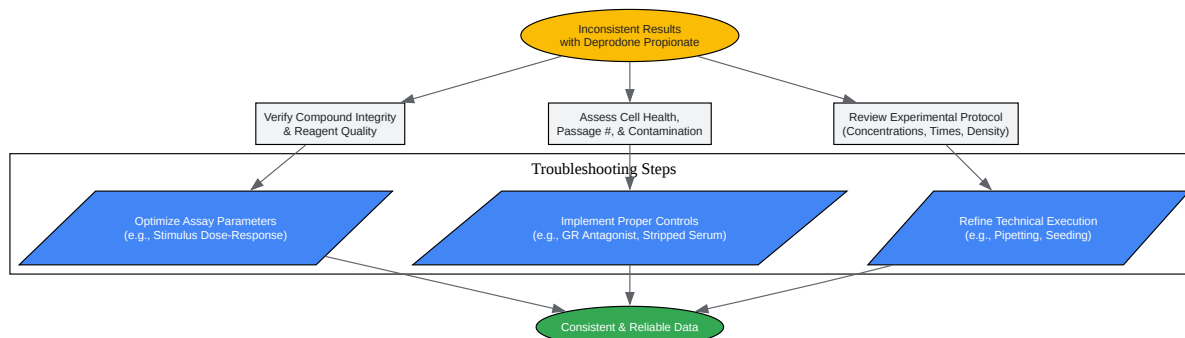 Inconsistent Results
with Deprodone Propionate
Verify Compound Integrity
& Reagent Quality
Assess Cell Health,
Passage #, & Contamination
Review Experimental Protocol
(Concentrations, Times, Density)
Troubleshooting Steps
Optimize Assay Parameters
(e.g., Stimulus Dose-Response)
Implement Proper Controls
(e.g., GR Antagonist, Stripped Serum)
Refine Technical Execution
(e.g., Pipetting, Seeding)
Consistent & Reliable Data